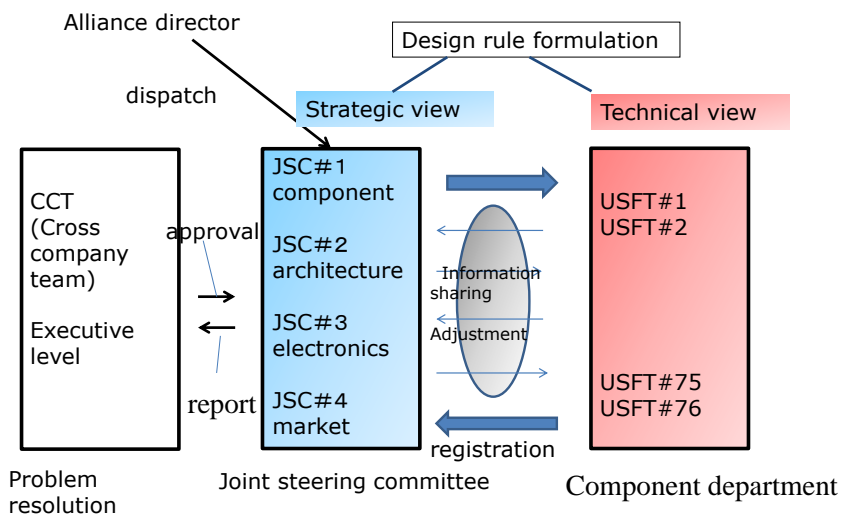 Alliance director
Design rule formulation
dispatch
Strategic view
Technical view
CCT
(Cross
company
team)
Executive
level
approval
report
JSC#1
component
JSC#2
architecture
JSC#3
electronics
JSC#4
market
Information
sharing
Adjustment
registration
USFT#1
USFT#2
USFT#75
USFT#76
Problem
resolution
Joint steering committee
Component department